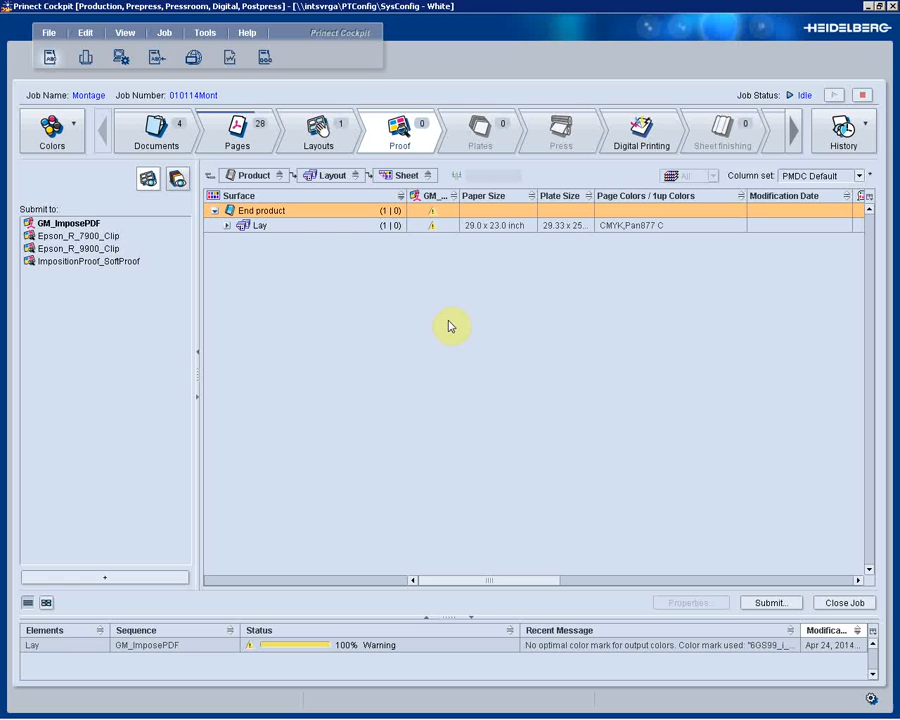 Prinect Cockpit [Production, Prepress, Pressroom, Digital, Postpress] - [\\intsvrga\PTConfig\SysConfig - White]
File Edit View Job Tools Help Prinect Cockpit
HEIDELBERG
Job Name: Montage Job Number: 010114Mont Job Status: Idle
Colors Documents 4 Pages 28 Layouts 1 Proof 0 Plates 0 Press Digital Printing Sheet finishing 0 History
Product Layout Sheet All Column set: PMDC Default *
Submit to:
GM_ImposePDF
Epson_R_7900_Clip
Epson_R_9900_Clip
ImpositionProof_SoftProof
+
Surface GM_... Paper Size Plate Size Page Colors / 1up Colors Modification Date
End product (1 | 0)
Lay (1 | 0) 29.0 x 23.0 inch 29.33 x 25... CMYK,Pan877 C
Properties... Submit... Close Job
Elements Sequence Status Recent Message Modifica...
Lay GM_ImposePDF 100% Warning No optimal color mark for output colors. Color mark used: "6GS99_i_... Apr 24, 2014...